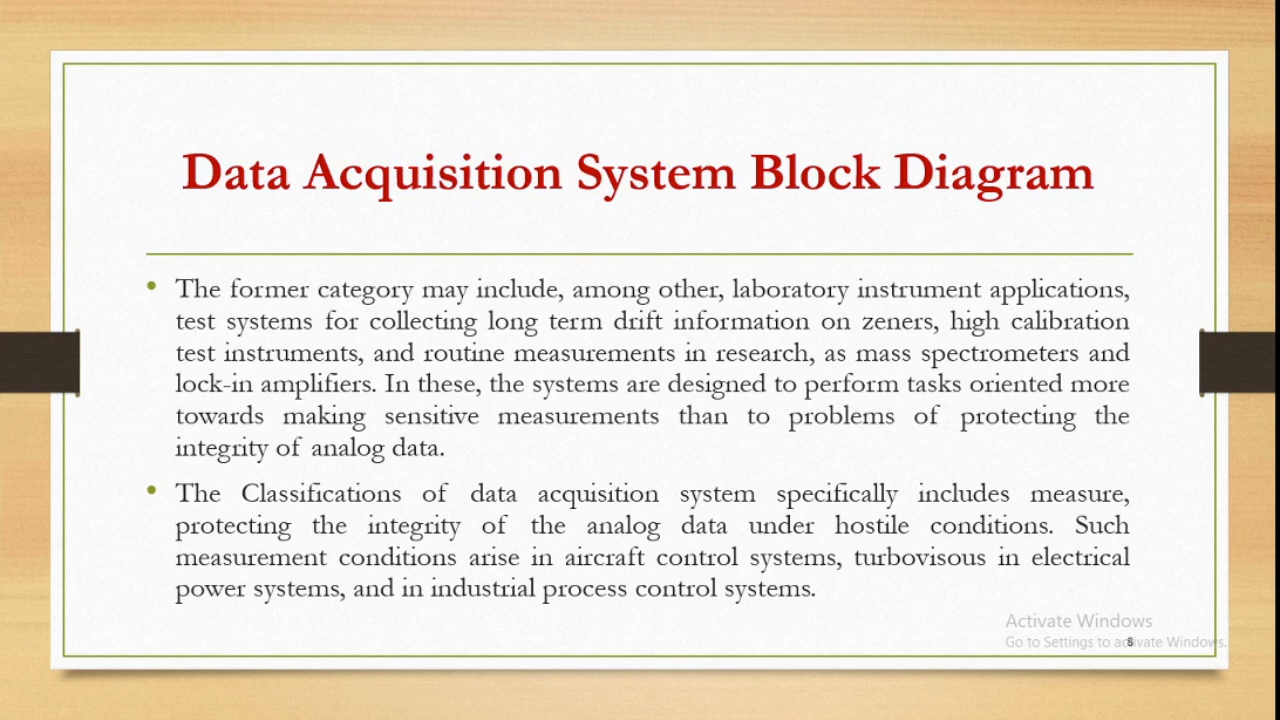 Data Acquisition System Block Diagram
• The former category may include, among other, laboratory instrument applications,
test systems for collecting long term drift information on zeners, high calibration
test instruments, and routine measurements in research, as mass spectrometers and
lock-in amplifiers. In these, the systems are designed to perform tasks oriented more
towards making sensitive measurements than to problems of protecting the
integrity of analog data.
• The Classifications of data acquisition system specifically includes measure,
protecting the integrity of the analog data under hostile conditions. Such
measurement conditions arise in aircraft control systems, turbovisous in electrical
power systems, and in industrial process control systems.
Activate Windows
Go to Settings to activate Windows.
8